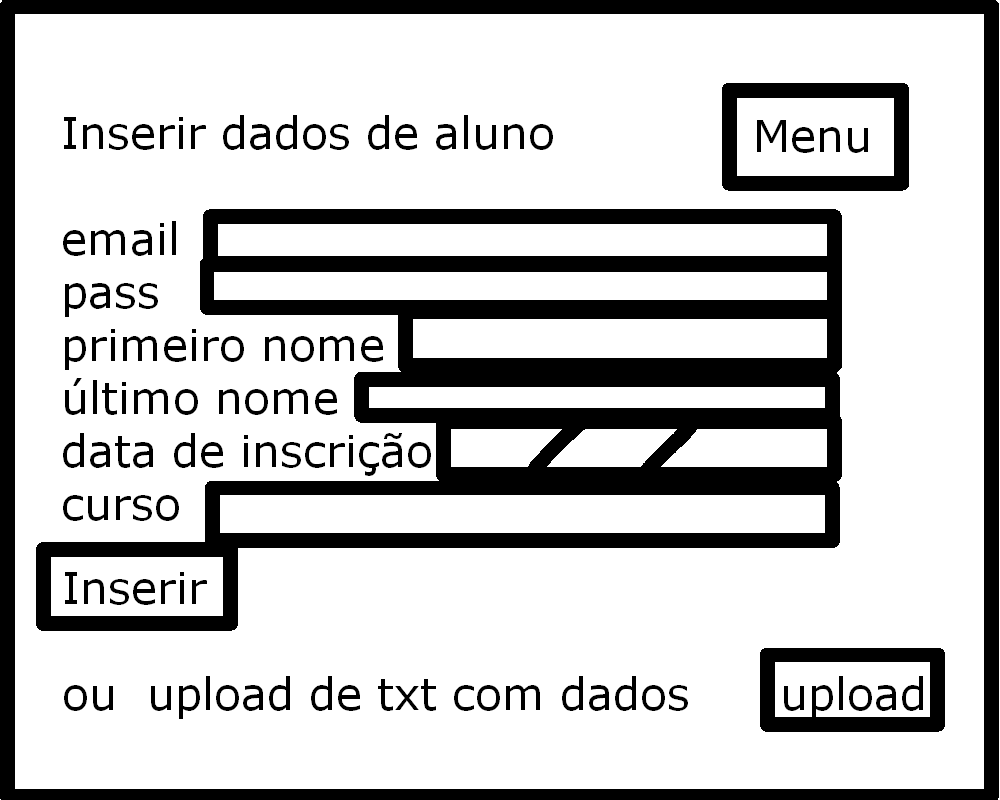 Inserir dados de aluno
Menu
email
pass
primeiro nome
último nome
data de inscrição / /
curso
Inserir
ou upload de txt com dados
upload